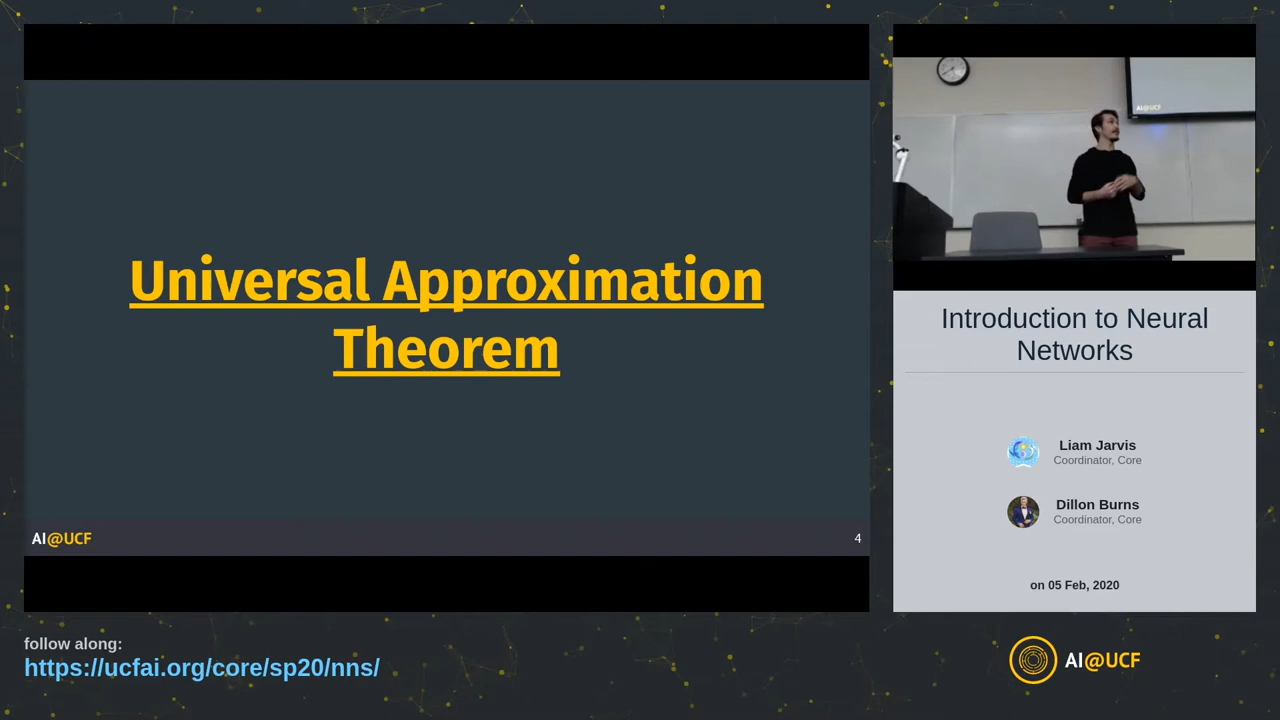 Universal Approximation
Theorem
AI@UCF
4
AI@UCF
Introduction to Neural
Networks
Liam Jarvis
Coordinator, Core
Dillon Burns
Coordinator, Core
on 05 Feb, 2020
follow along:
https://ucfai.org/core/sp20/nns/
AI@UCF